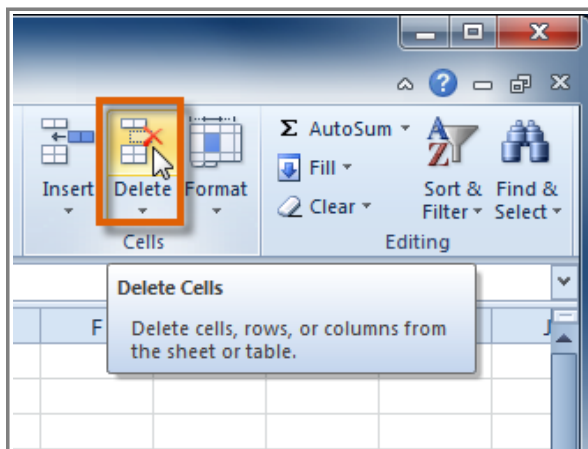 X
?
Σ AutoSum
A
Z
Fill
Insert Delete Format
Sort & Find &
Clear
Filter Select
Cells Editing
Delete Cells
F
J
Delete cells, rows, or columns from
the sheet or table.